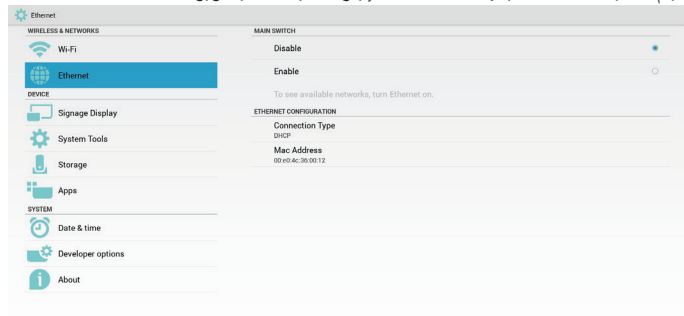 Ethernet
WIRELESS & NETWORKS
Wi-Fi
Ethernet
DEVICE
Signage Display
System Tools
Storage
Apps
SYSTEM
Date & time
Developer options
About
MAIN SWITCH
Disable
Enable
To see available networks, turn Ethernet on.
ETHERNET CONFIGURATION
Connection Type
DHCP
Mac Address
00:e0:4c:36:00:12